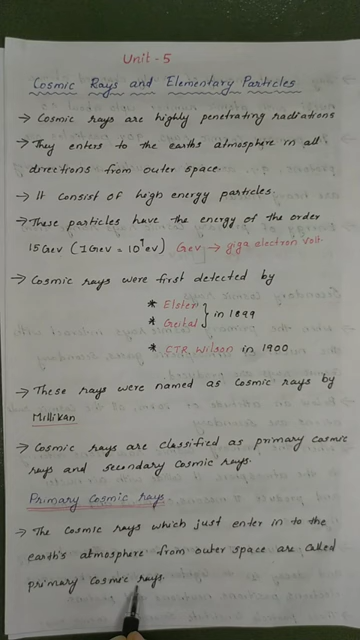 Unit - 5
Cosmic Rays and Elementary Particles
→ Cosmic rays are highly penetrating radiations
→ They enters to the earths atmosphere in all
directions from outer space.
→ It consist of high energy particles.
→ These particles have the energy of the order
15 Gev (1 Gev = 10⁹ ev) Gev → giga electron volt.
→ Cosmic rays were first detected by
* Elster
* Geital } in 1899
* CTR. Wilson in 1900
→ These rays were named as Cosmic rays by
Millikan
→ Cosmic rays are classified as primary cosmic
rays and secondary cosmic rays.
Primary cosmic rays
→ The cosmic rays which just enter in to the
earth's atmosphere from outer space are called
primary cosmic rays.